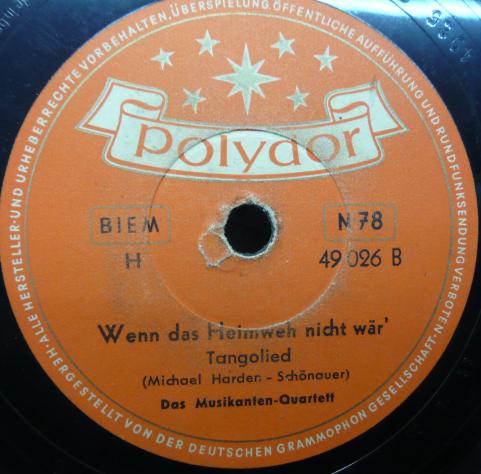 ALLE HERSTELLER- UND URHEBERRECHTE VORBEHALTEN, ÜBERSPIELUNG, ÖFFENTLICHE AUFFÜHRUNG UND RUNDFUNKSENDUNG VERBOTEN
polydor
BIEM
N 78
H
49 026 B
Wenn das Heimweh nicht wär'
Tangolied
(Michael Harden - Schönauer)
Das Musikanten-Quartett
HERGESTELLT VON DER DEUTSCHEN GRAMMOPHON GESELLSCHAFT